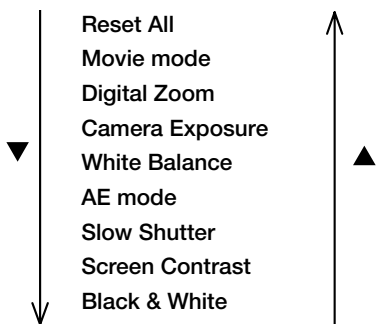 Reset All
Movie mode
Digital Zoom
Camera Exposure
White Balance
AE mode
Slow Shutter
Screen Contrast
Black & White